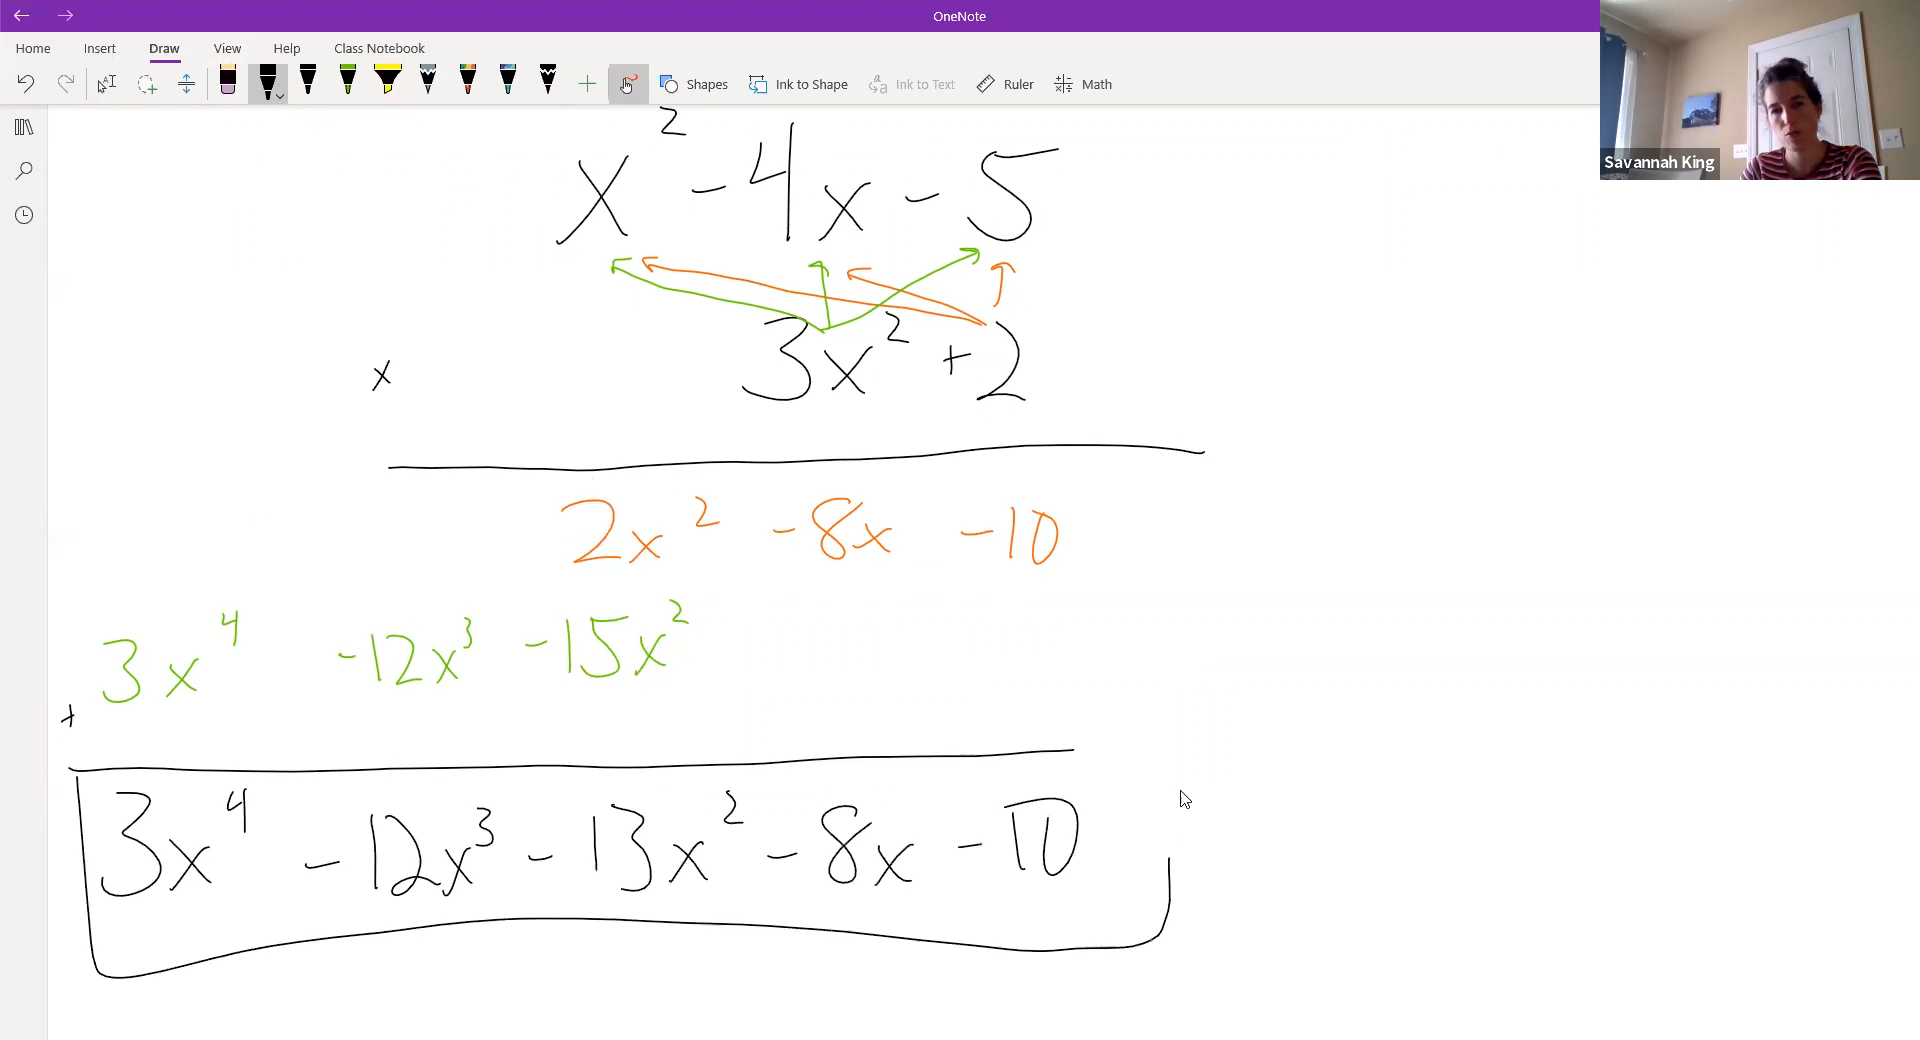 OneNote
Home Insert Draw View Help Class Notebook
Shapes Ink to Shape Ink to Text Ruler Math
Savannah King
x² - 4x - 5
x 3x² + 2
2x² - 8x - 10
3x⁴ - 12x³ - 15x²
+
3x⁴ - 12x³ - 13x² - 8x - 10